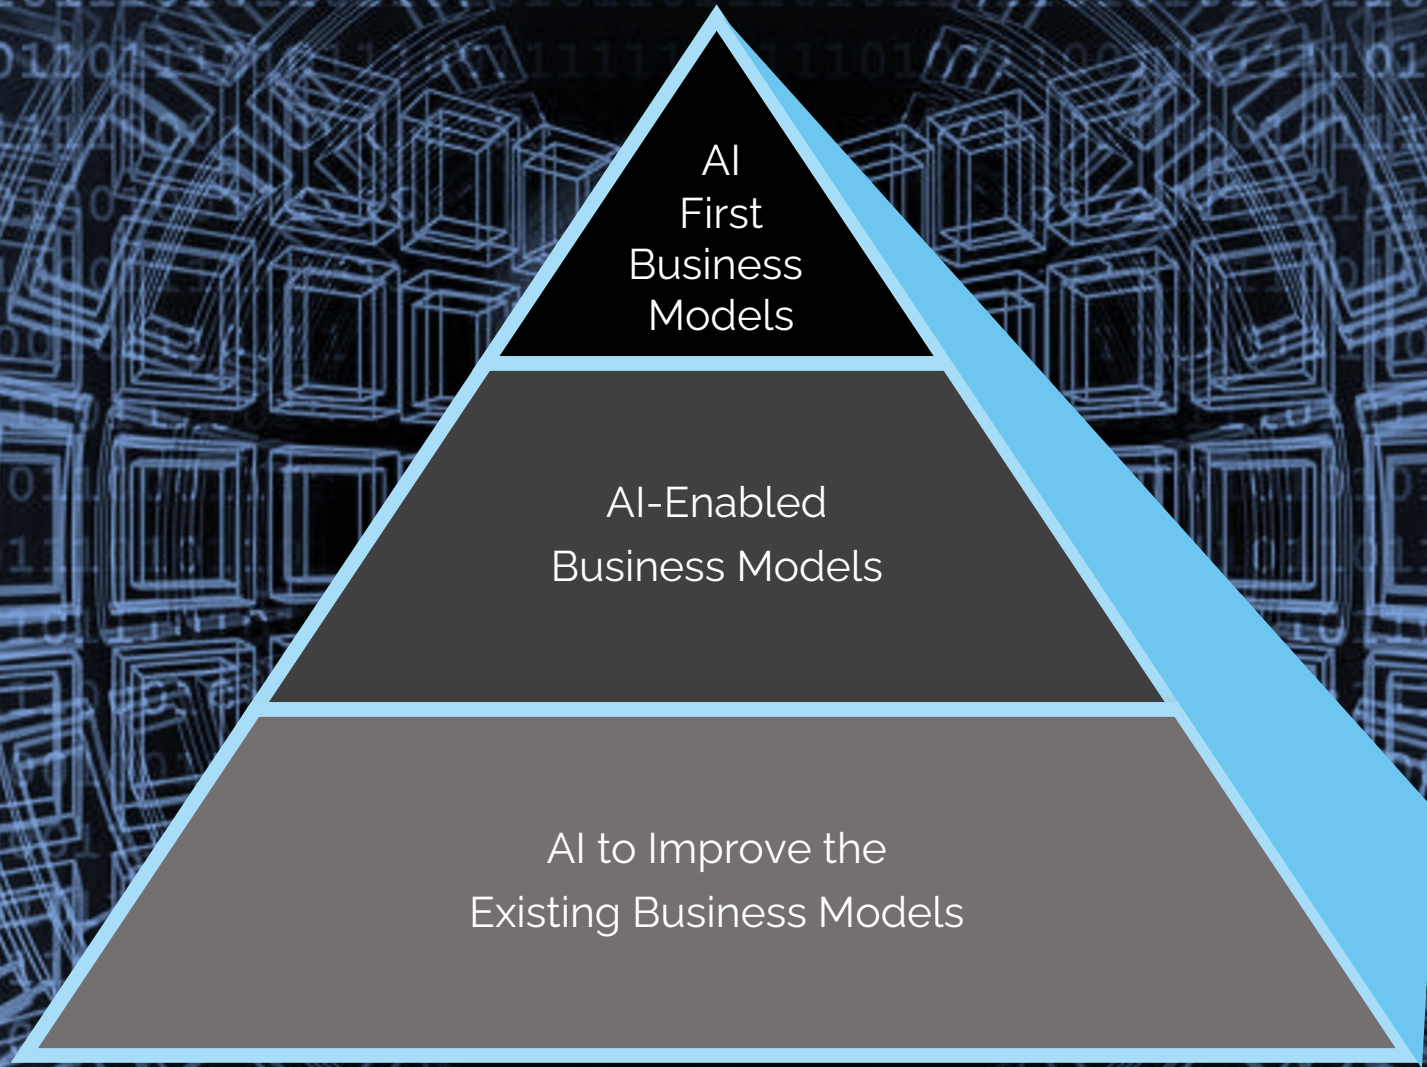 AI
First
Business
Models
AI-Enabled
Business Models
AI to Improve the
Existing Business Models